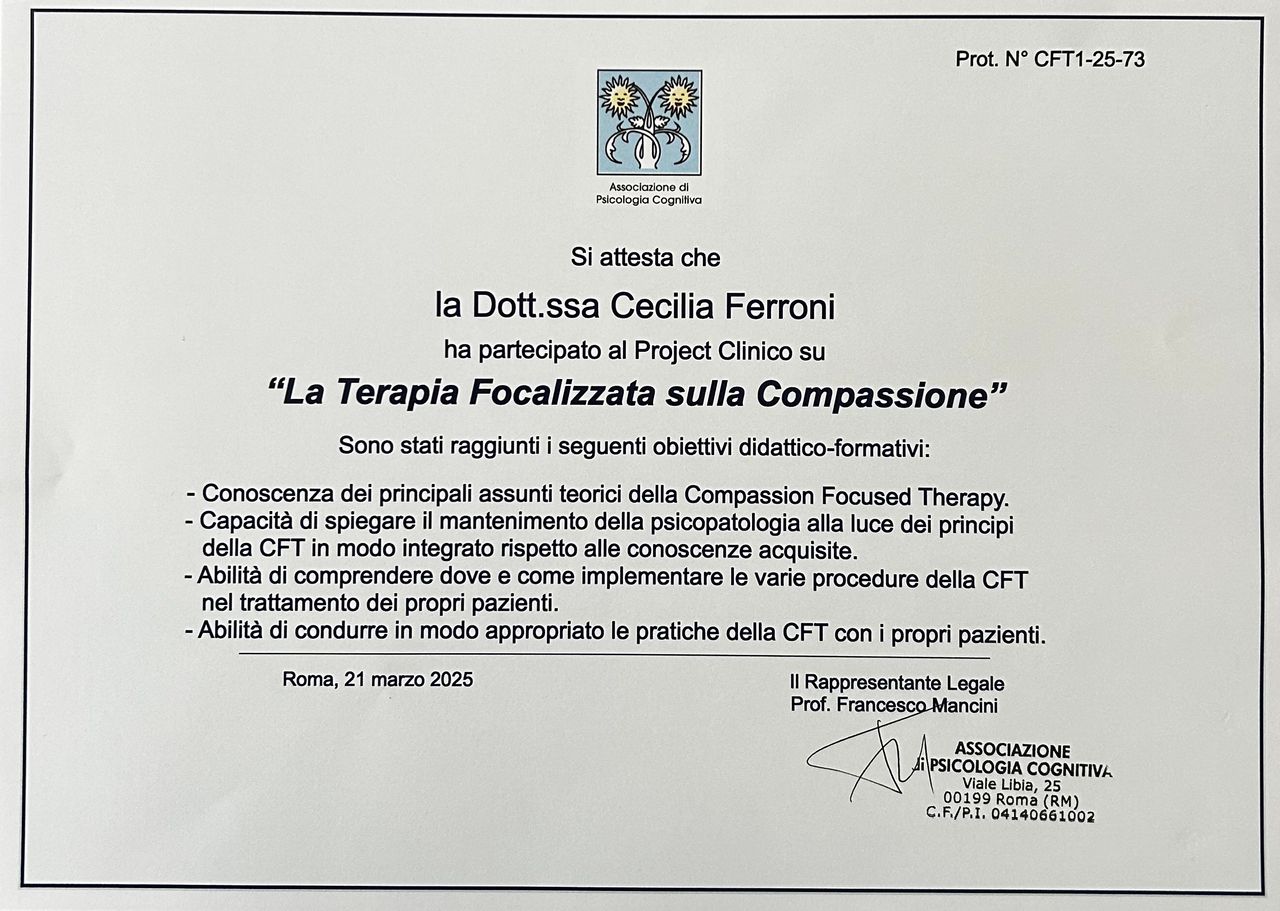 Prot. N° CFT1-25-73
Associazione di
Psicologia Cognitiva
Si attesta che
la Dott.ssa Cecilia Ferroni
ha partecipato al Project Clinico su
“La Terapia Focalizzata sulla Compassione”
Sono stati raggiunti i seguenti obiettivi didattico-formativi:
- Conoscenza dei principali assunti teorici della Compassion Focused Therapy.
- Capacità di spiegare il mantenimento della psicopatologia alla luce dei principi
della CFT in modo integrato rispetto alle conoscenze acquisite.
- Abilità di comprendere dove e come implementare le varie procedure della CFT
nel trattamento dei propri pazienti.
- Abilità di condurre in modo appropriato le pratiche della CFT con i propri pazienti.
Roma, 21 marzo 2025
Il Rappresentante Legale
Prof. Francesco Mancini
ASSOCIAZIONE
di PSICOLOGIA COGNITIVA
Viale Libia, 25
00199 Roma (RM)
C.F./P.I. 04140661002